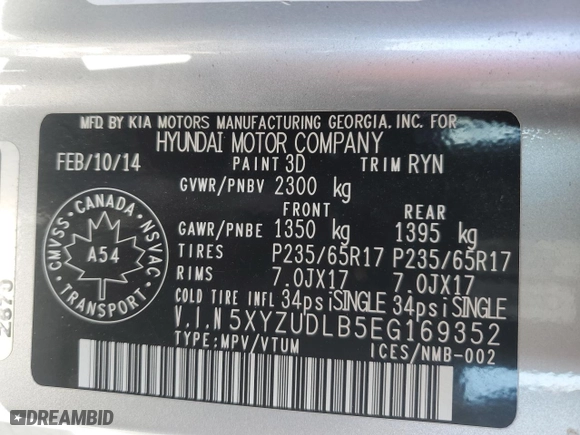 MFD. BY KIA MOTORS MANUFACTURING GEORGIA, INC. FOR
HYUNDAI MOTOR COMPANY
FEB/10/14 PAINT 3D TRIM RYN
GVWR/PNBV 2300 kg
FRONT REAR
GAWR/PNBE 1350 kg 1395 kg
TIRES P235/65R17 P235/65R17
RIMS 7.0JX17 7.0JX17
COLD TIRE INFL 34psiSINGLE 34psiSINGLE
V.I.N 5XYZUDLB5EG169352
TYPE:MPV/VTUM ICES/NMB-002
CANADA
CMVSS NSVAC
A54
TRANSPORT
DREAMBID